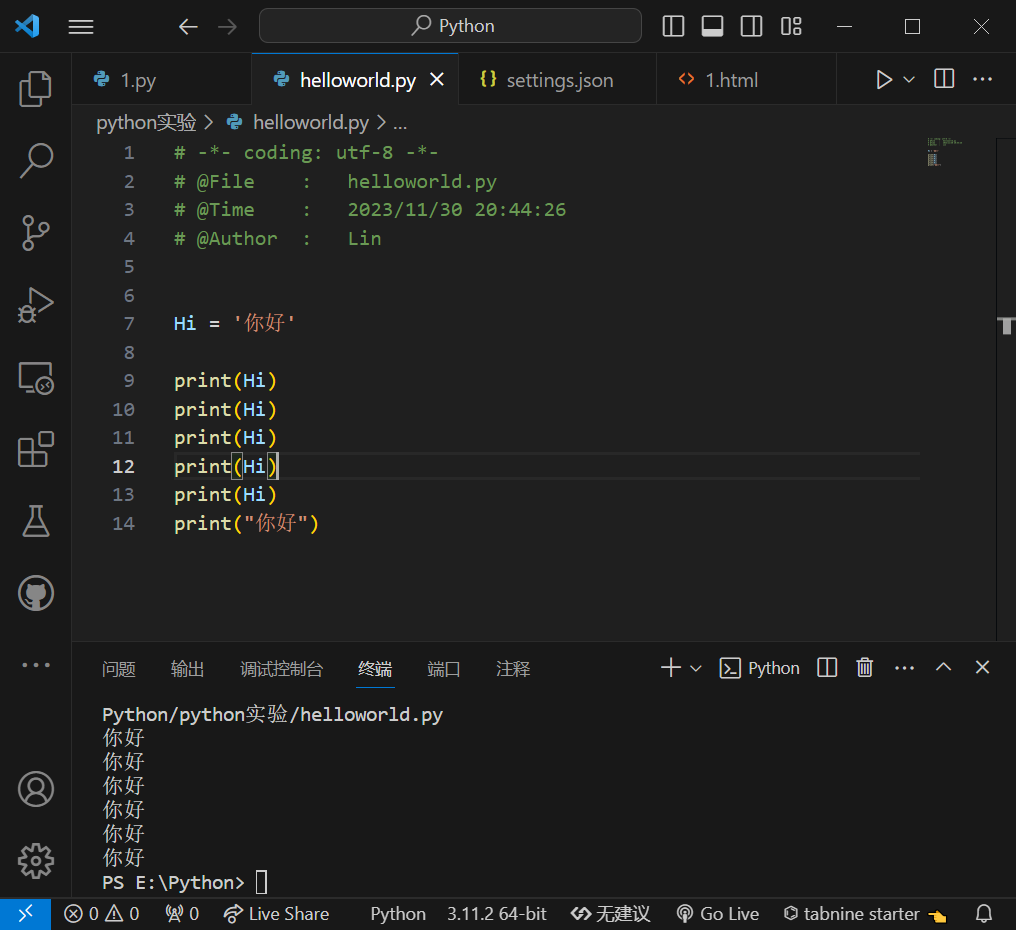 Python
1.py
helloworld.py
settings.json
1.html
python实验 > helloworld.py > ...
1 # -*- coding: utf-8 -*-
2 # @File    :   helloworld.py
3 # @Time    :   2023/11/30 20:44:26
4 # @Author  :   Lin
5
6
7 Hi = '你好'
8
9 print(Hi)
10 print(Hi)
11 print(Hi)
12 print(Hi)
13 print(Hi)
14 print("你好")
问题 输出 调试控制台 终端 端口 注释
Python
Python/python实验/helloworld.py
你好
你好
你好
你好
你好
你好
PS E:\Python>
0 0 0 Live Share Python 3.11.2 64-bit 无建议 Go Live tabnine starter